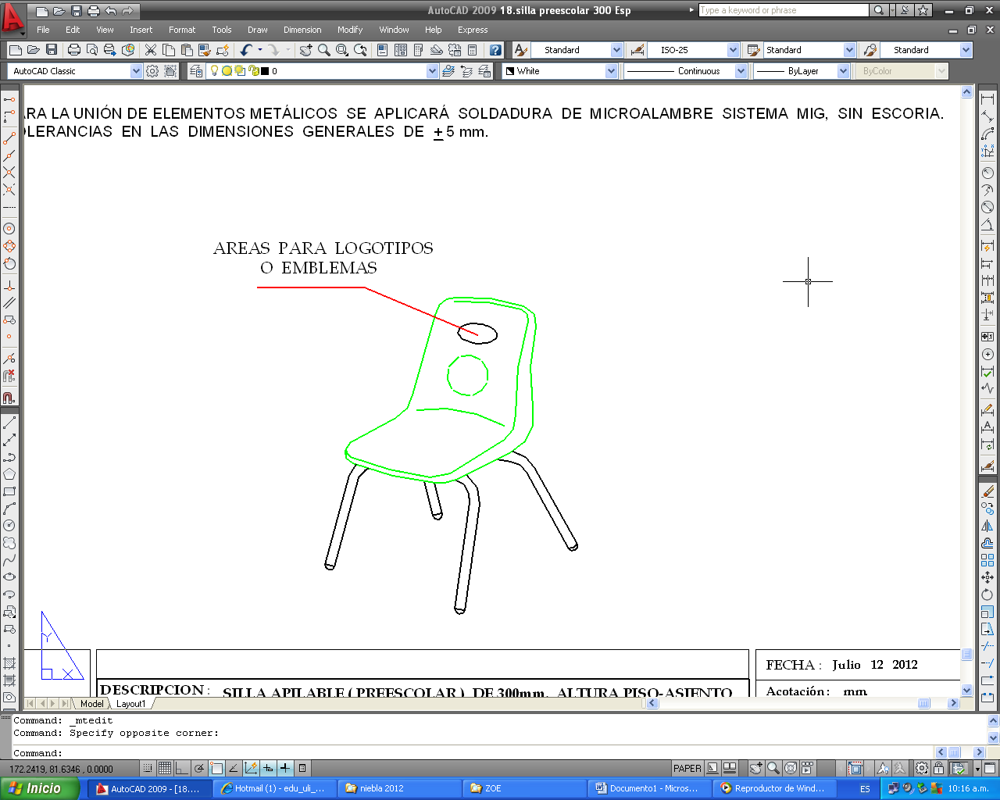 AutoCAD 2009 18.silla preescolar 300 Esp
Type a keyword or phrase
File Edit View Insert Format Tools Draw Dimension Modify Window Help Express
Standard ISO-25 Standard Standard
AutoCAD Classic 0 White Continuous ByLayer ByColor
ARA LA UNIÓN DE ELEMENTOS METÁLICOS SE APLICARÁ SOLDADURA DE MICROALAMBRE SISTEMA MIG, SIN ESCORIA.
OLERANCIAS EN LAS DIMENSIONES GENERALES DE ± 5 mm.
AREAS PARA LOGOTIPOS
O EMBLEMAS
Y
X
FECHA : Julio 12 2012
DESCRIPCION : SILLA APILABLE ( PREESCOLAR ) DE 300mm. ALTURA PISO-ASIENTO
Acotación : mm
Model Layout1
Command: _mtedit
Command: Specify opposite corner:
Command:
172.2419, 81.6346 , 0.0000 PAPER
Inicio AutoCAD 2009 - [18.... Hotmail (1) - edu_uli_... niebla 2012 ZOE Documento1 - Micros... Reproductor de Wind... ES 10:16 a.m.